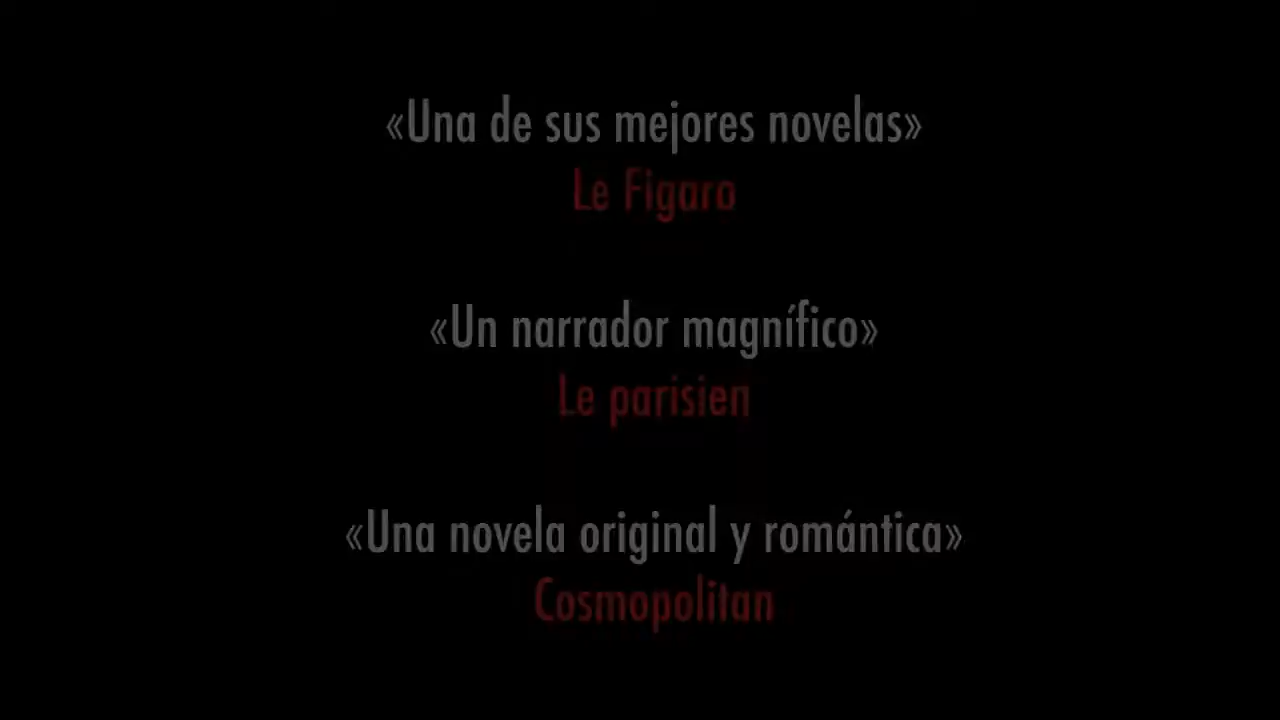 «Una de sus mejores novelas»
Le Figaro
«Un narrador magnífico»
Le parisien
«Una novela original y romántica»
Cosmopolitan